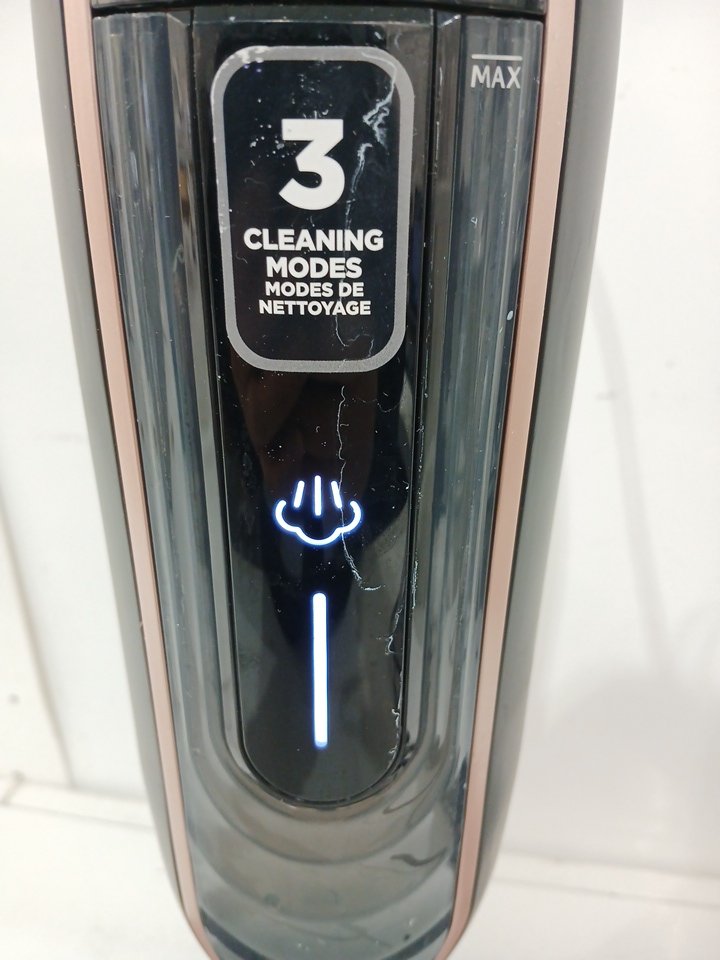 MAX
3
CLEANING
MODES
MODES DE
NETTOYAGE